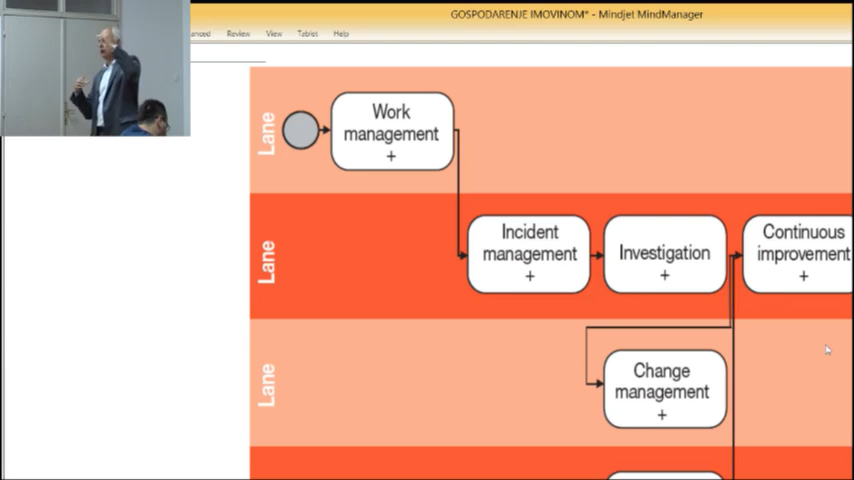 GOSPODARENJE IMOVINOM* - Mindjet MindManager
Review View Tablet Help
Lane
Work
management
+
Lane
Incident
management
+
Investigation
+
Continuous
improvement
+
Lane
Change
management
+